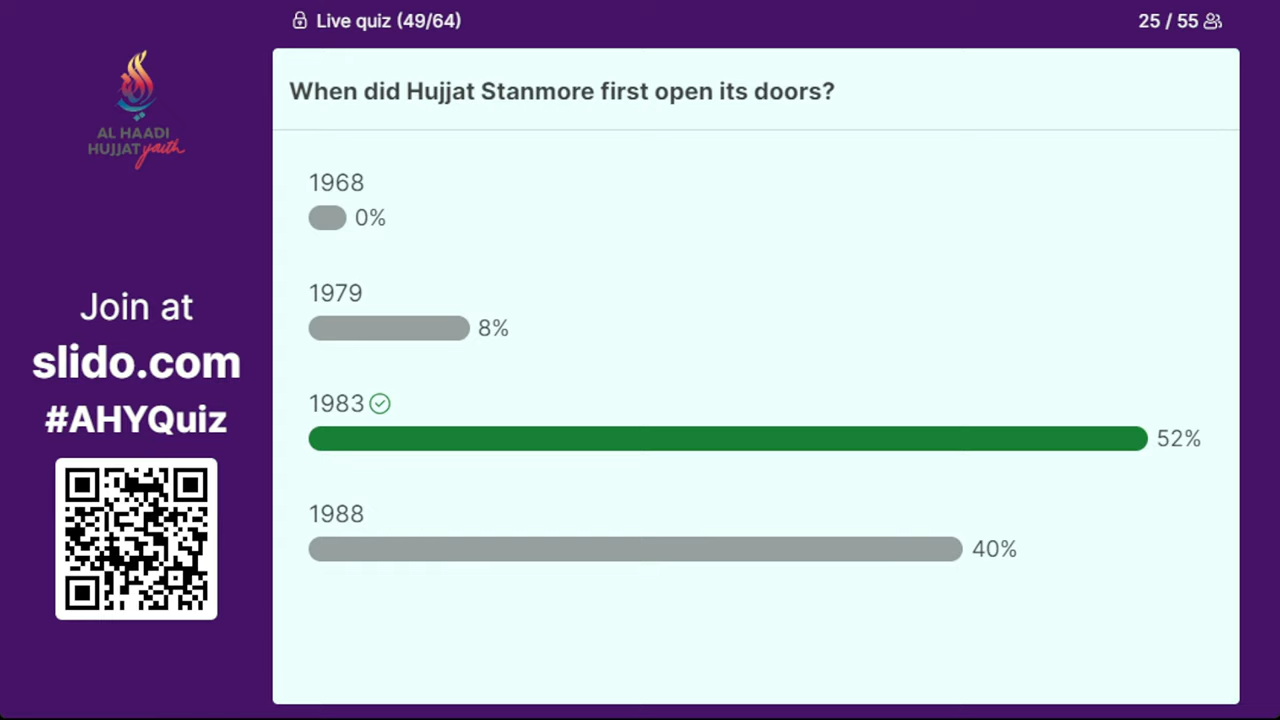 Live quiz (49/64)
25 / 55
AL HAADI
HUJJAT youth
Join at
slido.com
#AHYQuiz
When did Hujjat Stanmore first open its doors?
1968
0%
1979
8%
1983
52%
1988
40%